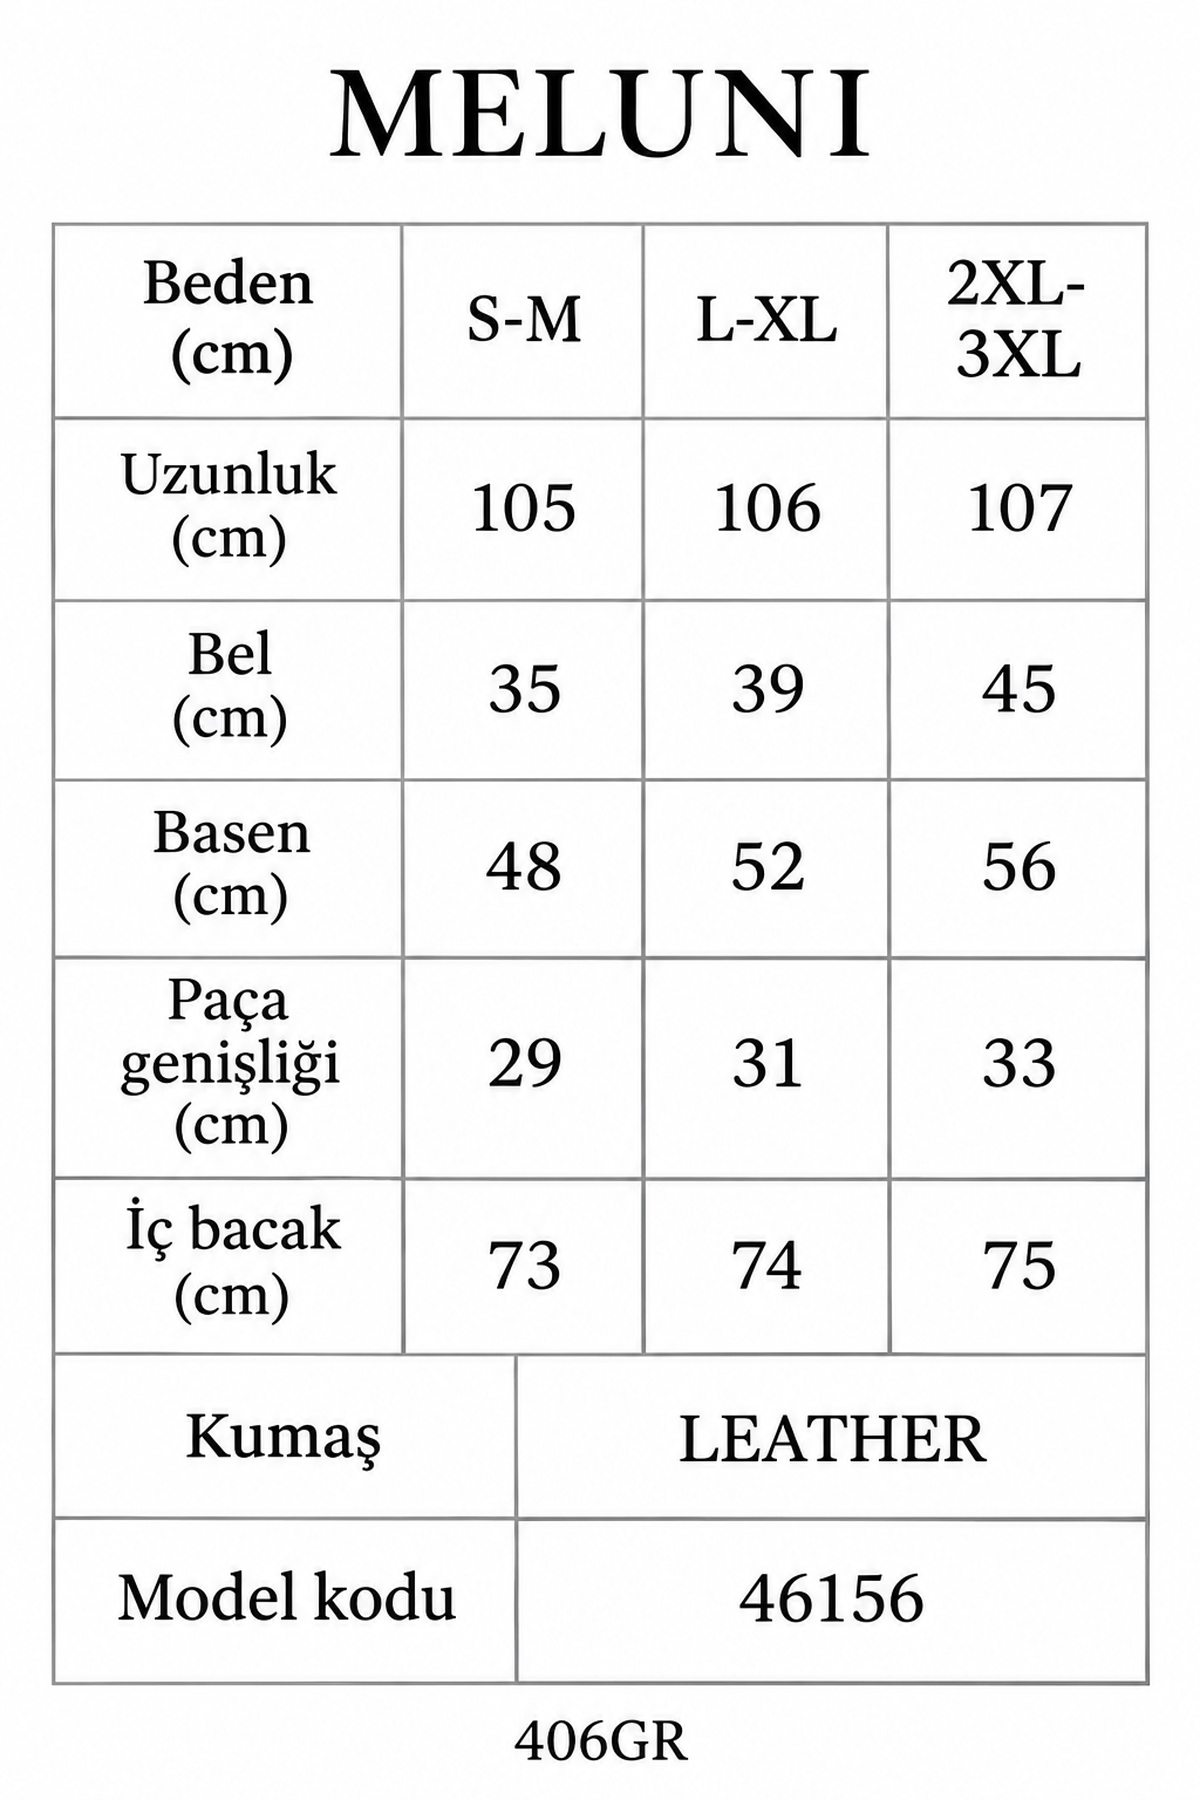 MELUNI
Beden
(cm)
S-M
L-XL
2XL-
3XL
Uzunluk
(cm)
105
106
107
Bel
(cm)
35
39
45
Basen
(cm)
48
52
56
Paça
genişliği
(cm)
29
31
33
İç bacak
(cm)
73
74
75
Kumaş
LEATHER
Model kodu
46156
406GR